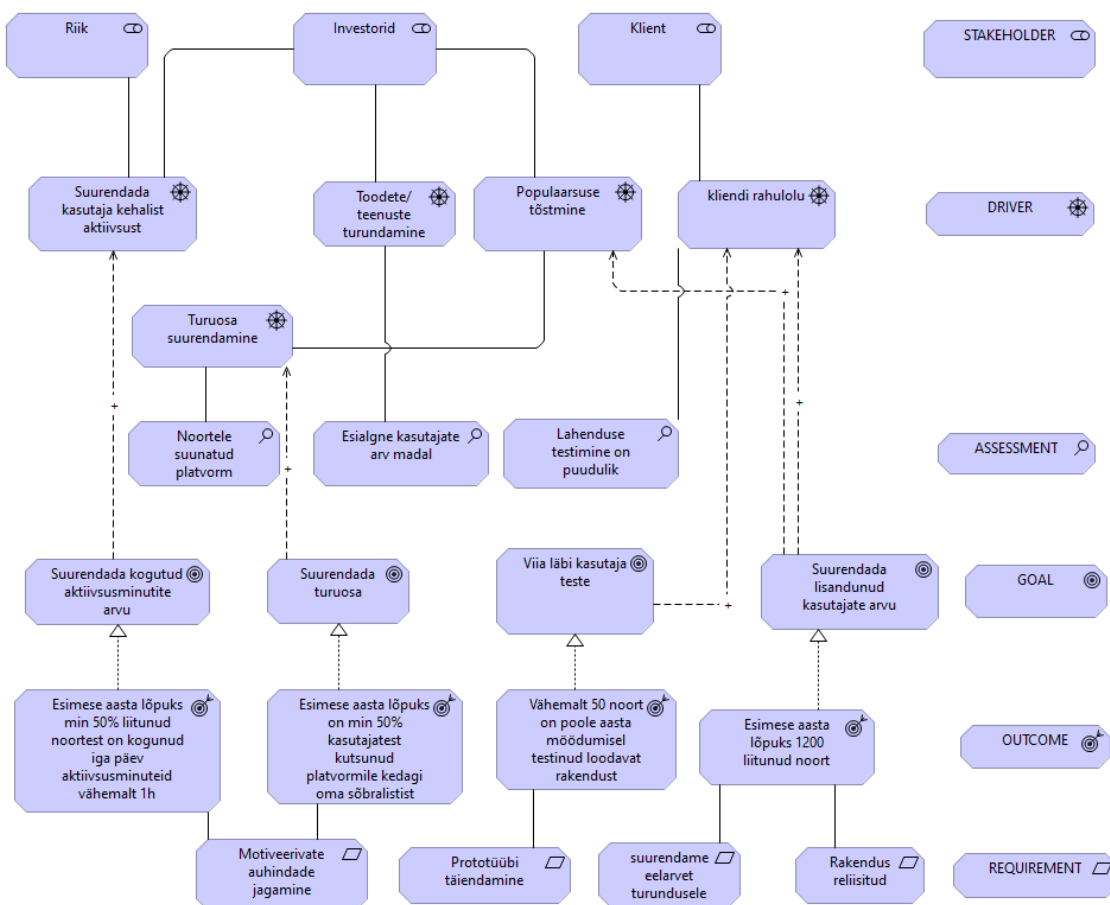 Riik
Investorid
Klient
STAKEHOLDER
Suurendada
kasutaja kehalist
aktiivsust
Toodete/
teenuste
turundamine
Populaarsuse
tõstmine
kliendi rahulolu
DRIVER
Turuosa
suurendamine
Noortele
suunatud
platvorm
Esialgne kasutajate
arv madal
Lahenduse
testimine on
puudulik
ASSESSMENT
Suurendada kogutud
aktiivsusminutite
arvu
Suurendada
turuosa
Viia läbi kasutaja
teste
Suurendada
lisandunud
kasutajate arvu
GOAL
Esimese aasta lõpuks
min 50% liitunud
noortest on kogunud
iga päev
aktiivsusminuteid
vähemalt 1h
Esimese aasta lõpuks
on min 50%
kasutajatest
kutsunud
platvormile kedagi
oma sõbralistist
Vähemalt 50 noort
on poole aasta
möödumisel
testinud loodavat
rakendust
Esimese aasta
lõpuks 1200
liitunud noort
OUTCOME
Motiveerivate
auhindade
jagamine
Prototüübi
täiendamine
suurendame
eelarvet
turundusele
Rakendus
reliisitud
REQUIREMENT
+
+
+
+
+